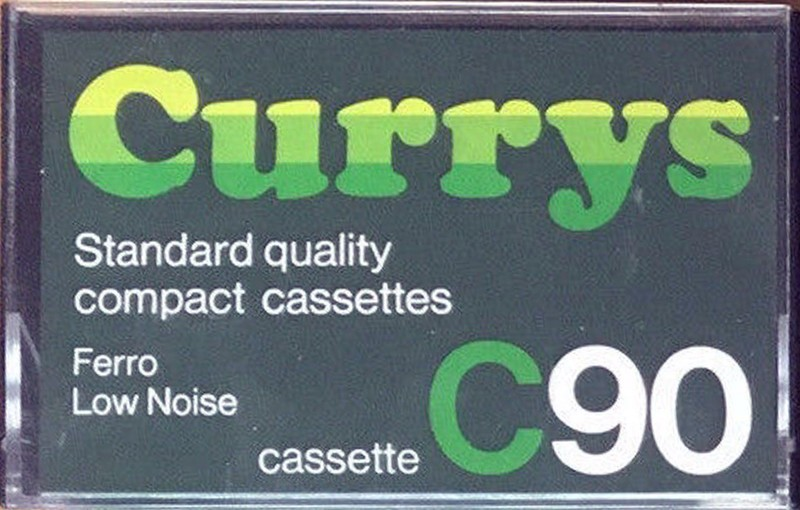 Currys
Standard quality
compact cassettes
Ferro
Low Noise
cassette C90